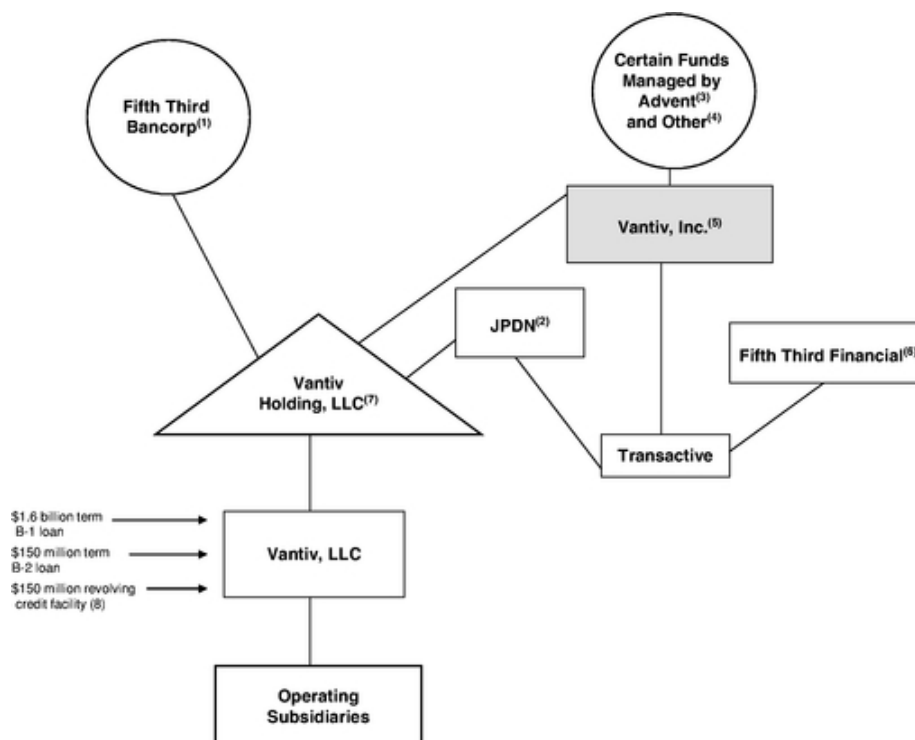 Certain Funds
Managed by
Advent(3)
and Other(4)
Fifth Third
Bancorp(1)
Vantiv, Inc.(5)
JPDN(2)
Fifth Third Financial(6)
Vantiv
Holding, LLC(7)
Transactive
$1.6 billion term
B-1 loan
$150 million term
B-2 loan
$150 million revolving
credit facility (8)
Vantiv, LLC
Operating
Subsidiaries